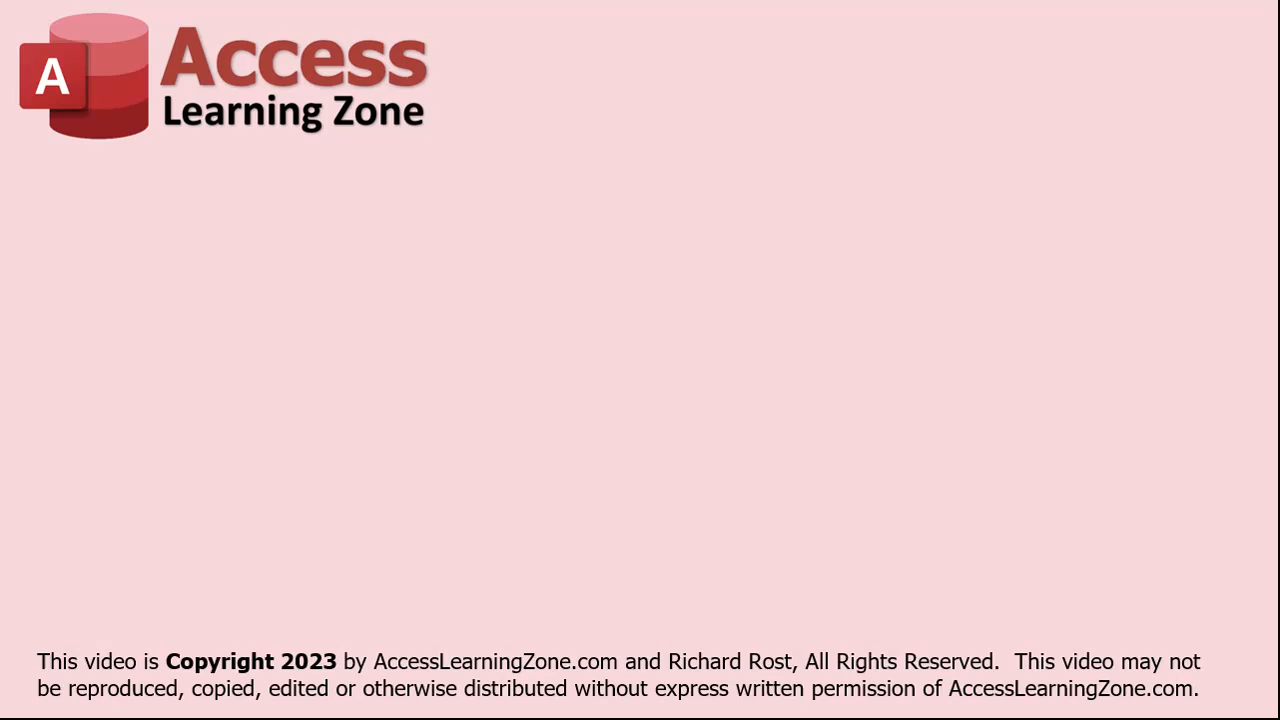 A
Access
Learning Zone
This video is Copyright 2023 by AccessLearningZone.com and Richard Rost, All Rights Reserved.  This video may not
be reproduced, copied, edited or otherwise distributed without express written permission of AccessLearningZone.com.